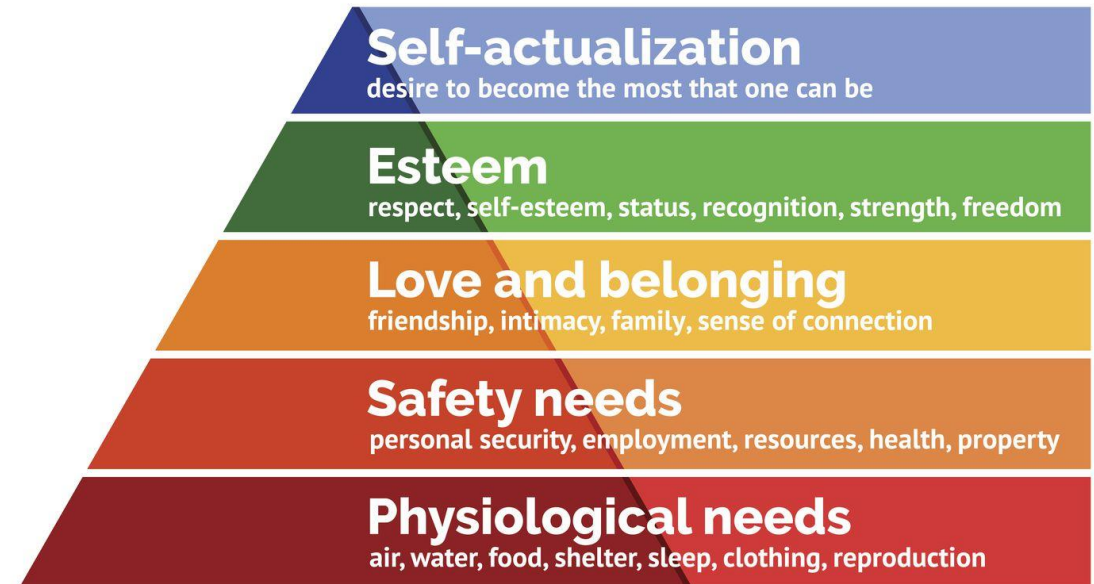 Self-actualization
desire to become the most that one can be
Esteem
respect, self-esteem, status, recognition, strength, freedom
Love and belonging
friendship, intimacy, family, sense of connection
Safety needs
personal security, employment, resources, health, property
Physiological needs
air, water, food, shelter, sleep, clothing, reproduction